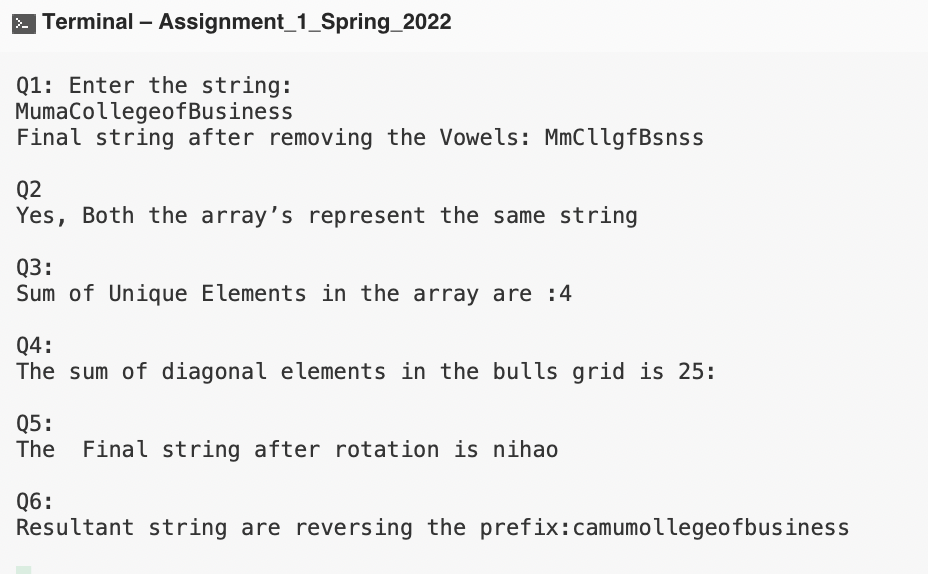 Terminal – Assignment_1_Spring_2022
Q1: Enter the string:
MumaCollegeofBusiness
Final string after removing the Vowels: MmCllgfBsnss
Q2
Yes, Both the array’s represent the same string
Q3:
Sum of Unique Elements in the array are :4
Q4:
The sum of diagonal elements in the bulls grid is 25:
Q5:
The  Final string after rotation is nihao
Q6:
Resultant string are reversing the prefix:camumollegeofbusiness